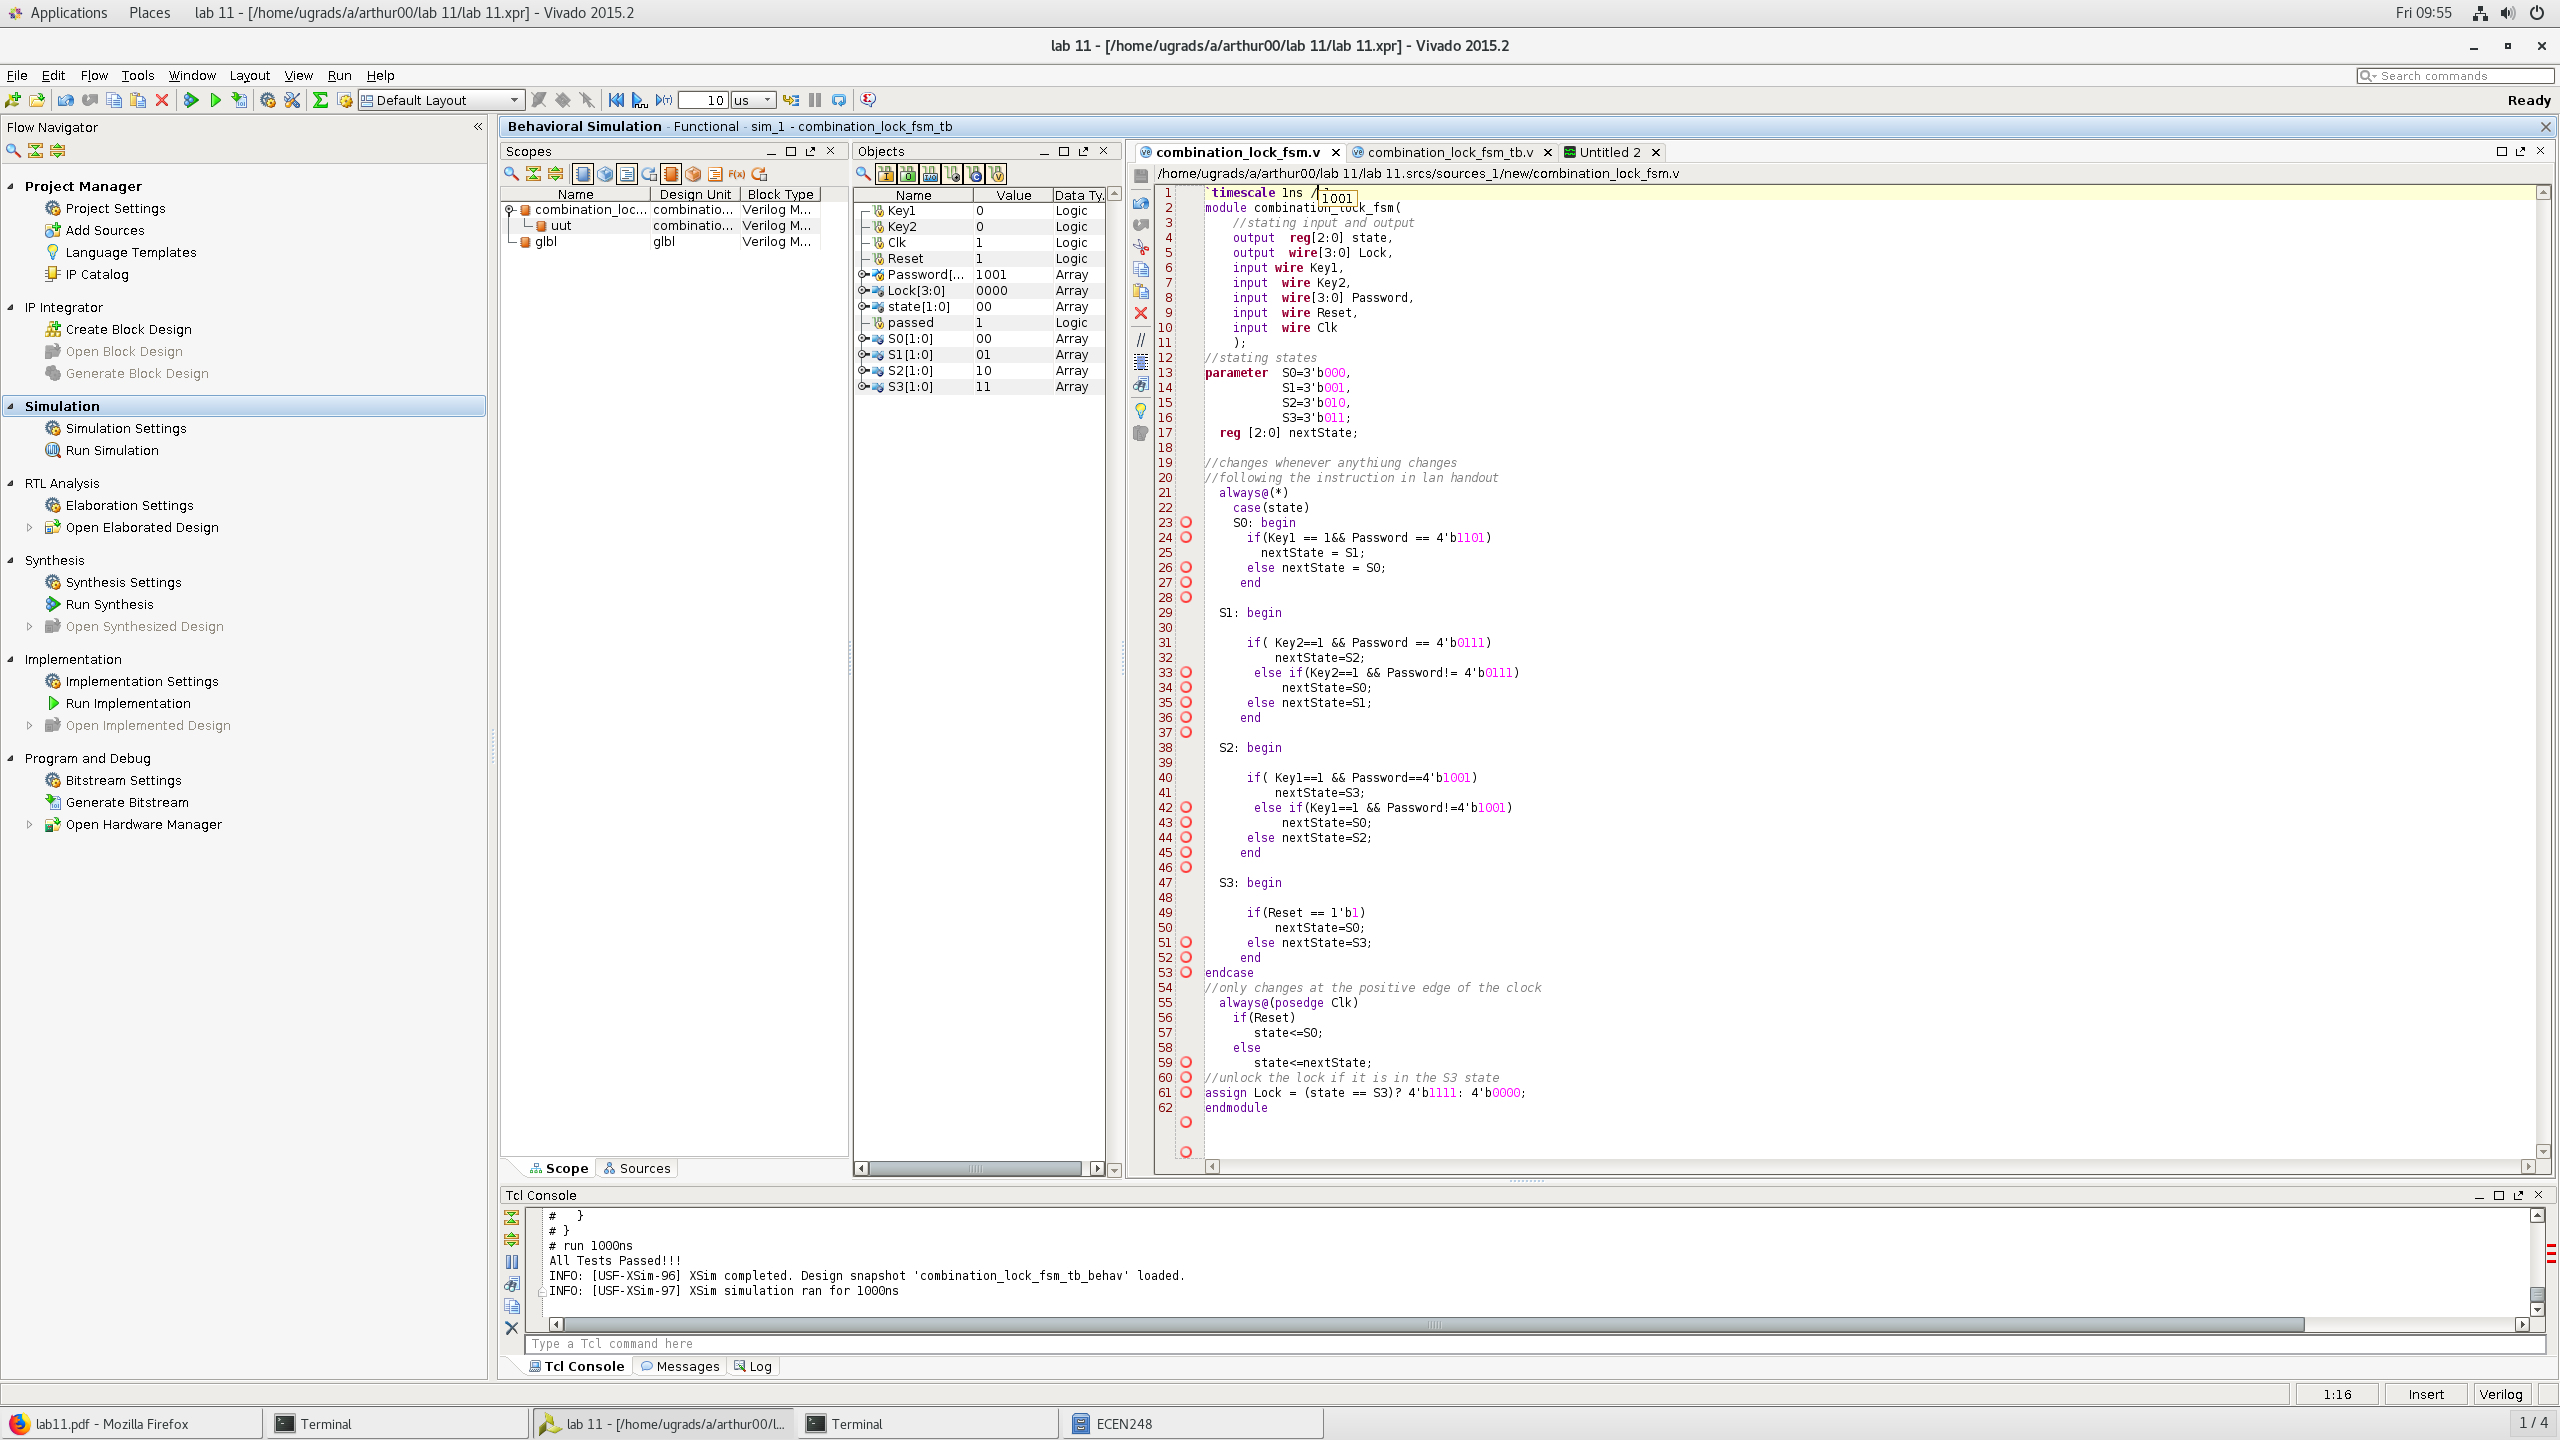 Applications Places lab 11 - [/home/ugrads/a/arthur00/lab 11/lab 11.xpr] - Vivado 2015.2 Fri 09:55
lab 11 - [/home/ugrads/a/arthur00/lab 11/lab 11.xpr] - Vivado 2015.2
File Edit Flow Tools Window Layout View Run Help Search commands
Default Layout 10 us Ready
Flow Navigator
Project Manager
Project Settings
Add Sources
Language Templates
IP Catalog
IP Integrator
Create Block Design
Open Block Design
Generate Block Design
Simulation
Simulation Settings
Run Simulation
RTL Analysis
Elaboration Settings
Open Elaborated Design
Synthesis
Synthesis Settings
Run Synthesis
Open Synthesized Design
Implementation
Implementation Settings
Run Implementation
Open Implemented Design
Program and Debug
Bitstream Settings
Generate Bitstream
Open Hardware Manager
Behavioral Simulation - Functional - sim_1 - combination_lock_fsm_tb
Scopes
Name Design Unit Block Type
combination_loc... combinatio... Verilog M...
uut combinatio... Verilog M...
glbl glbl Verilog M...
Scope Sources
Objects
Name Value Data Ty.
Key1 0 Logic
Key2 0 Logic
Clk 1 Logic
Reset 1 Logic
Password[... 1001 Array
Lock[3:0] 0000 Array
state[1:0] 00 Array
passed 1 Logic
S0[1:0] 00 Array
S1[1:0] 01 Array
S2[1:0] 10 Array
S3[1:0] 11 Array
combination_lock_fsm.v combination_lock_fsm_tb.v Untitled 2
/home/ugrads/a/arthur00/lab 11/lab 11.srcs/sources_1/new/combination_lock_fsm.v
1 `timescale 1ns /
1001
2 module combination_lock_fsm(
3 //stating input and output
4 output reg[2:0] state,
5 output wire[3:0] Lock,
6 input wire Key1,
7 input wire Key2,
8 input wire[3:0] Password,
9 input wire Reset,
10 input wire Clk
11 );
12 //stating states
13 parameter S0=3'b000,
14 S1=3'b001,
15 S2=3'b010,
16 S3=3'b011;
17 reg [2:0] nextState;
18
19 //changes whenever anythiung changes
20 //following the instruction in lan handout
21 always@(*)
22 case(state)
23 S0: begin
24 if(Key1 == 1&& Password == 4'b1101)
25 nextState = S1;
26 else nextState = S0;
27 end
28
29 S1: begin
30
31 if( Key2==1 && Password == 4'b0111)
32 nextState=S2;
33 else if(Key2==1 && Password!= 4'b0111)
34 nextState=S0;
35 else nextState=S1;
36 end
37
38 S2: begin
39
40 if( Key1==1 && Password==4'b1001)
41 nextState=S3;
42 else if(Key1==1 && Password!=4'b1001)
43 nextState=S0;
44 else nextState=S2;
45 end
46
47 S3: begin
48
49 if(Reset == 1'b1)
50 nextState=S0;
51 else nextState=S3;
52 end
53 endcase
54 //only changes at the positive edge of the clock
55 always@(posedge Clk)
56 if(Reset)
57 state<=S0;
58 else
59 state<=nextState;
60 //unlock the lock if it is in the S3 state
61 assign Lock = (state == S3)? 4'b1111: 4'b0000;
62 endmodule
Tcl Console
# }
# }
# run 1000ns
All Tests Passed!!!
INFO: [USF-XSim-96] XSim completed. Design snapshot 'combination_lock_fsm_tb_behav' loaded.
INFO: [USF-XSim-97] XSim simulation ran for 1000ns
Type a Tcl command here
Tcl Console Messages Log
1:16 Insert Verilog
lab11.pdf - Mozilla Firefox Terminal lab 11 - [/home/ugrads/a/arthur00/l... Terminal ECEN248 1 / 4